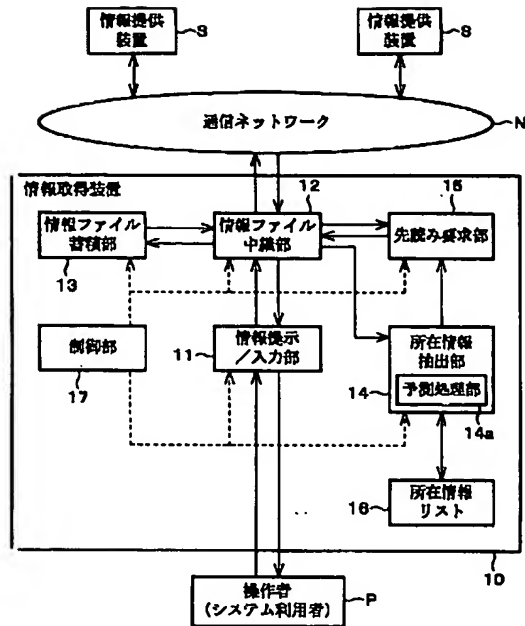 情報提供
装置
S
情報提供
装置
S
通信ネットワーク
N
情報取得装置
12
15
情報ファイル
蓄積部
13
情報ファイル
中継部
先読み要求部
制御部
17
11
情報提示
/入力部
所在情報
抽出部
14
予測処理部
14a
16
所在情報
リスト
10
操作者
(システム利用者)
P